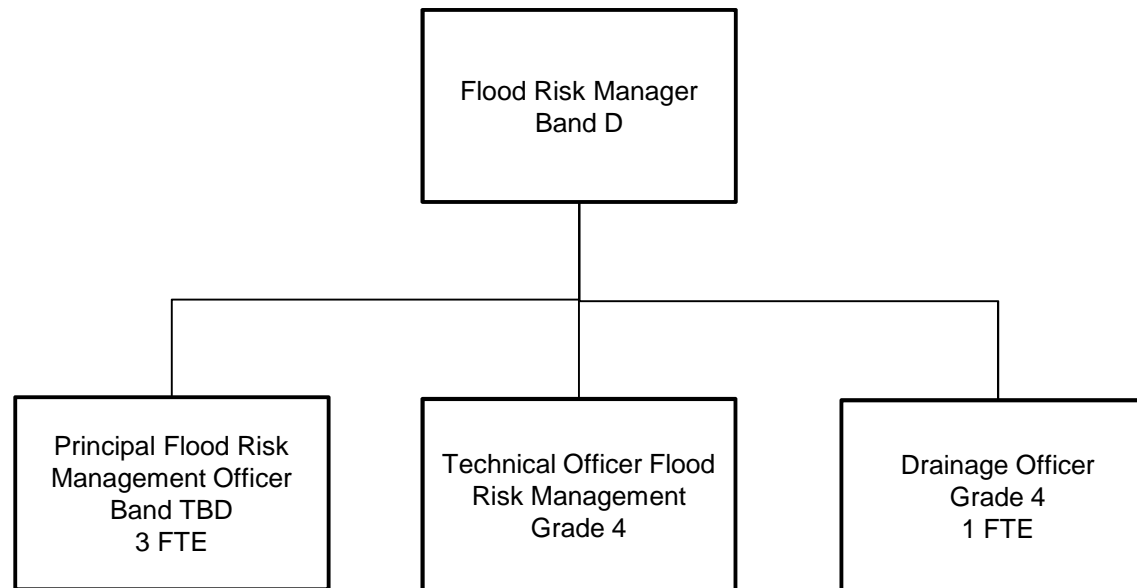 Flood Risk Manager
Band D
Principal Flood Risk
Management Officer
Band TBD
3 FTE
Technical Officer Flood
Risk Management
Grade 4
Drainage Officer
Grade 4
1 FTE